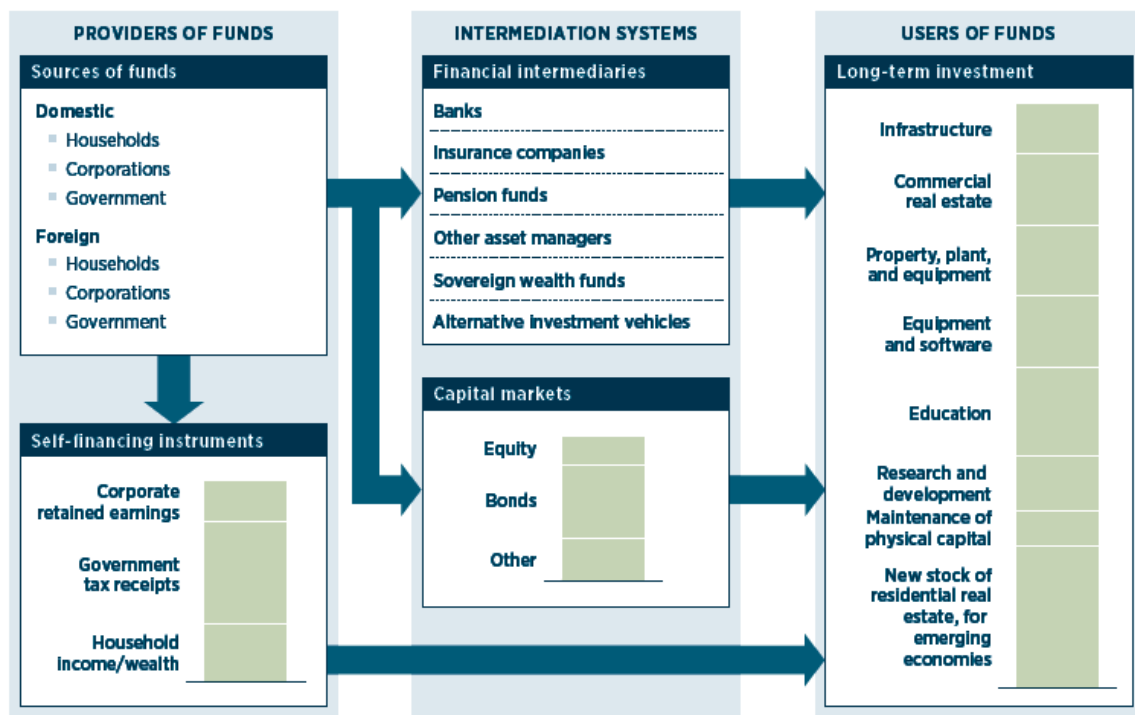 PROVIDERS OF FUNDS
Sources of funds
Domestic
Households
Corporations
Government
Foreign
Households
Corporations
Government
Self-financing instruments
Corporate
retained earnings
Government
tax receipts
Household
income/wealth
INTERMEDIATION SYSTEMS
Financial intermediaries
Banks
Insurance companies
Pension funds
Other asset managers
Sovereign wealth funds
Alternative investment vehicles
Capital markets
Equity
Bonds
Other
USERS OF FUNDS
Long-term investment
Infrastructure
Commercial
real estate
Property, plant,
and equipment
Equipment
and software
Education
Research and
development
Maintenance of
physical capital
New stock of
residential real
estate, for
emerging
economies